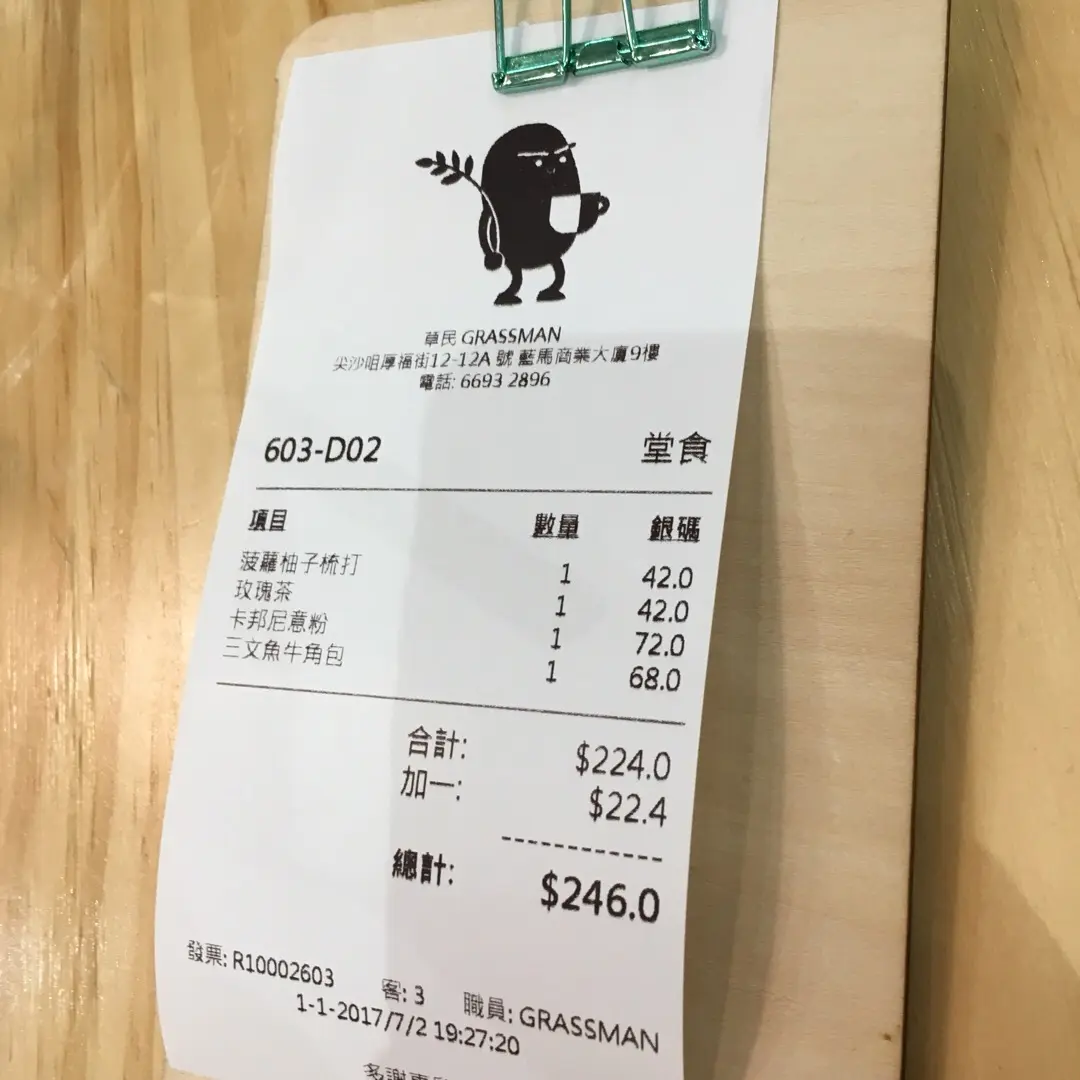 草民 GRASSMAN
尖沙咀厚福街12-12A 號 藍馬商業大廈9樓
電話: 6693 2896
603-D02 堂食
項目 數量 銀碼
菠蘿柚子梳打 1 42.0
玫瑰茶 1 42.0
卡邦尼意粉 1 72.0
三文魚牛角包 1 68.0
合計: $224.0
加一: $22.4
------------
總計: $246.0
發票: R10002603 客: 3 職員: GRASSMAN
1-1-2017/7/2 19:27:20
多謝惠